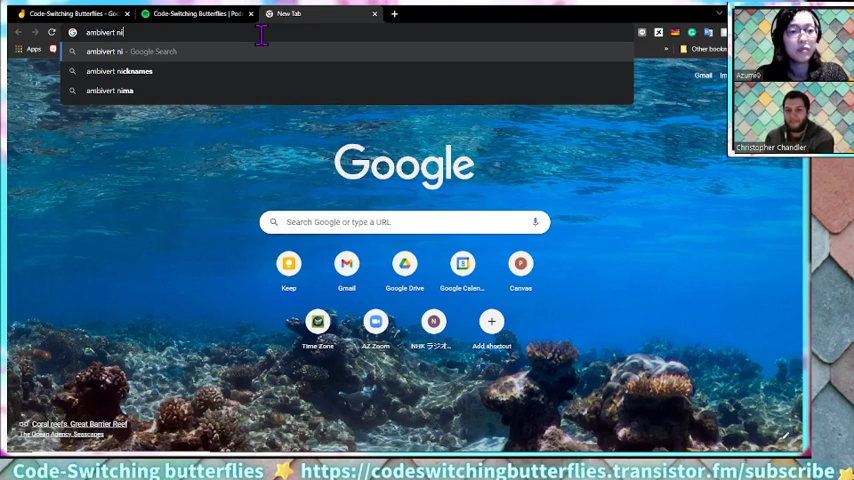 Code-Switching Butterflies - Goo
Code-Switching Butterflies | Pod
New Tab
ambivert ni
Apps
Other bookm
ambivert ni - Google Search
ambivert nicknames
ambivert nima
Gmail
Im
Azumi
Christopher Chandler
Google
Search Google or type a URL
Keep
Gmail
Google Drive
Google Calen...
Canvas
Time Zone
AZ Zoom
NHK ラジオ...
Add shortcut
Coral reefs, Great Barrier Reef
The Ocean Agency, Seascapes
Code-Switching butterflies https://codeswitchingbutterflies.transistor.fm/subscribe